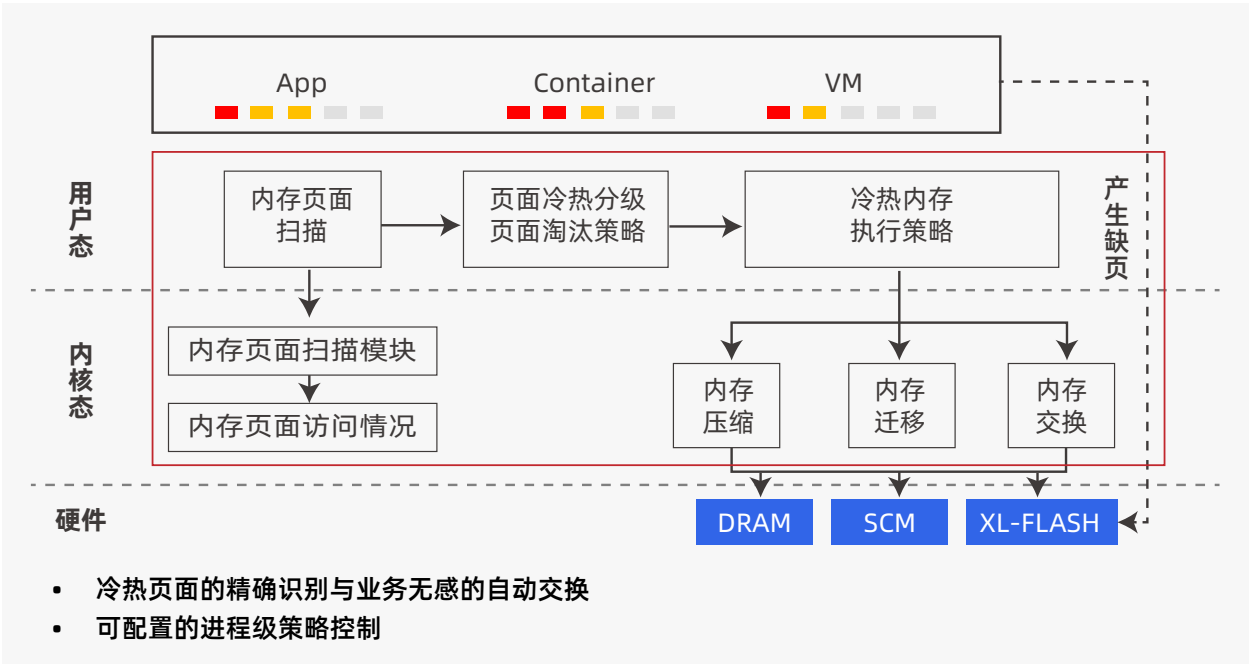 App
Container
VM
用户态
内存页面
扫描
页面冷热分级
页面淘汰策略
冷热内存
执行策略
产生缺页
内核态
内存页面扫描模块
内存页面访问情况
内存
压缩
内存
迁移
内存
交换
硬件
DRAM
SCM
XL-FLASH
• 冷热页面的精确识别与业务无感的自动交换
• 可配置的进程级策略控制